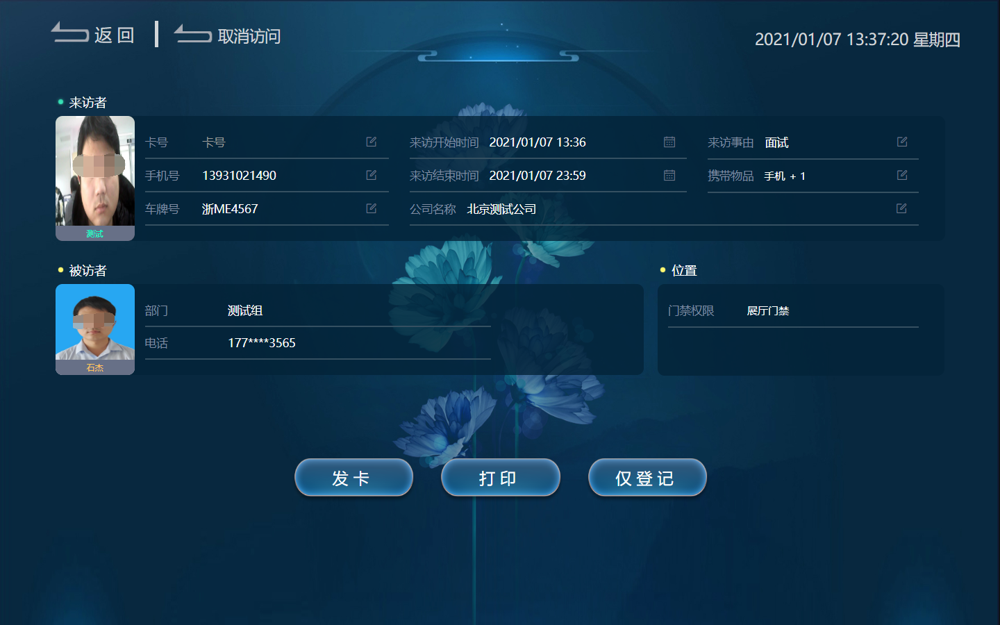 返回 取消访问 2021/01/07 13:37:20 星期四
来访者
卡号 卡号 来访开始时间 2021/01/07 13:36 来访事由 面试
手机号 13931021490 来访结束时间 2021/01/07 23:59 携带物品 手机 + 1
车牌号 浙ME4567 公司名称 北京测试公司
测试
被访者 位置
部门 测试组 门禁权限 展厅门禁
电话 177****3565
石杰
发卡 打印 仅登记